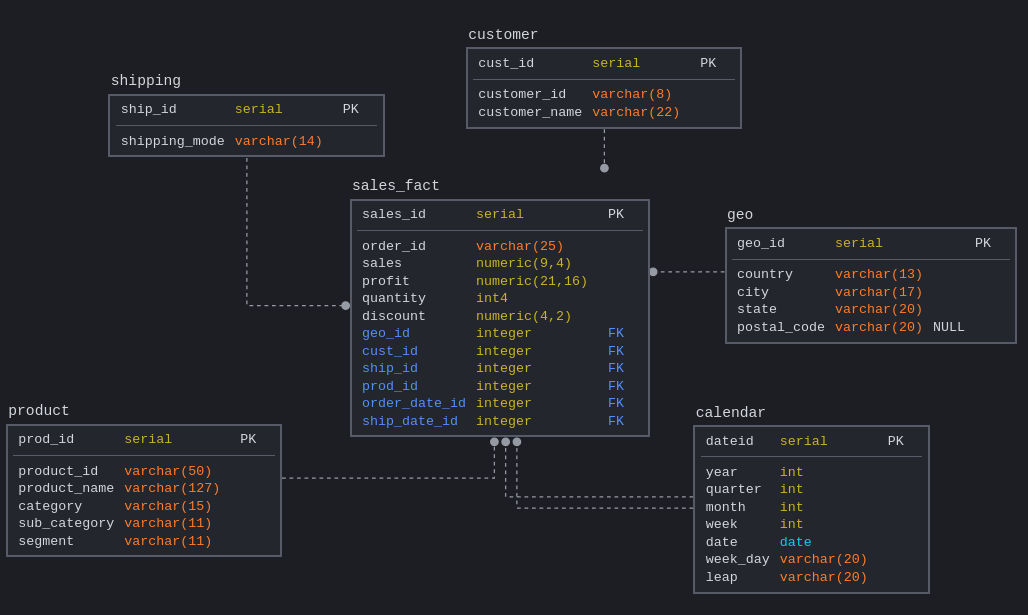 customer
cust_id serial PK
customer_id varchar(8)
customer_name varchar(22)
shipping
ship_id serial PK
shipping_mode varchar(14)
sales_fact
sales_id serial PK
order_id varchar(25)
sales numeric(9,4)
profit numeric(21,16)
quantity int4
discount numeric(4,2)
geo_id integer FK
cust_id integer FK
ship_id integer FK
prod_id integer FK
order_date_id integer FK
ship_date_id integer FK
geo
geo_id serial PK
country varchar(13)
city varchar(17)
state varchar(20)
postal_code varchar(20) NULL
product
prod_id serial PK
product_id varchar(50)
product_name varchar(127)
category varchar(15)
sub_category varchar(11)
segment varchar(11)
calendar
dateid serial PK
year int
quarter int
month int
week int
date date
week_day varchar(20)
leap varchar(20)